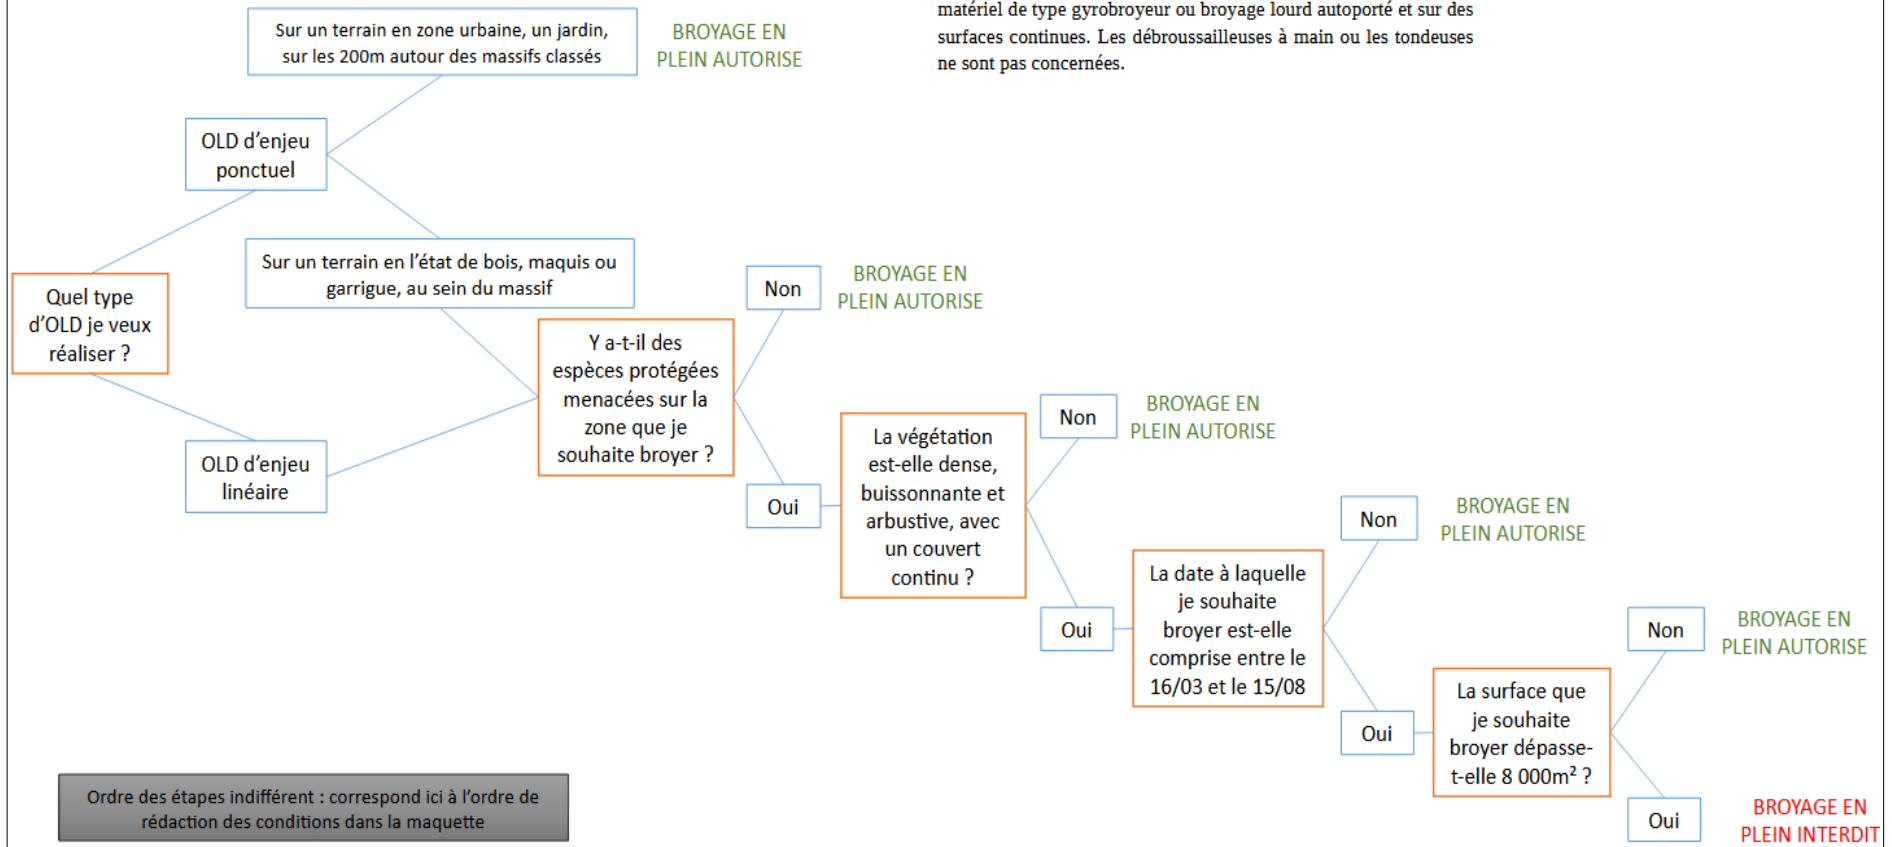 matériel de type gyrobroyeur ou broyage lourd autoporté et sur des
surfaces continues. Les débroussailleuses à main ou les tondeuses
ne sont pas concernées.
Sur un terrain en zone urbaine, un jardin,
sur les 200m autour des massifs classés
BROYAGE EN
PLEIN AUTORISE
OLD d'enjeu
ponctuel
Sur un terrain en l'état de bois, maquis ou
garrigue, au sein du massif
Quel type
d'OLD je veux
réaliser ?
OLD d'enjeu
linéaire
Y a-t-il des
espèces protégées
menacées sur la
zone que je
souhaite broyer ?
Non
BROYAGE EN
PLEIN AUTORISE
Oui
La végétation
est-elle dense,
buissonnante et
arbustive, avec
un couvert
continu ?
Non
BROYAGE EN
PLEIN AUTORISE
Oui
La date à laquelle
je souhaite
broyer est-elle
comprise entre le
16/03 et le 15/08
Non
BROYAGE EN
PLEIN AUTORISE
Oui
La surface que
je souhaite
broyer dépasse-
t-elle 8 000m² ?
Non
BROYAGE EN
PLEIN AUTORISE
Oui
BROYAGE EN
PLEIN INTERDIT
Ordre des étapes indifférent : correspond ici à l'ordre de
rédaction des conditions dans la maquette